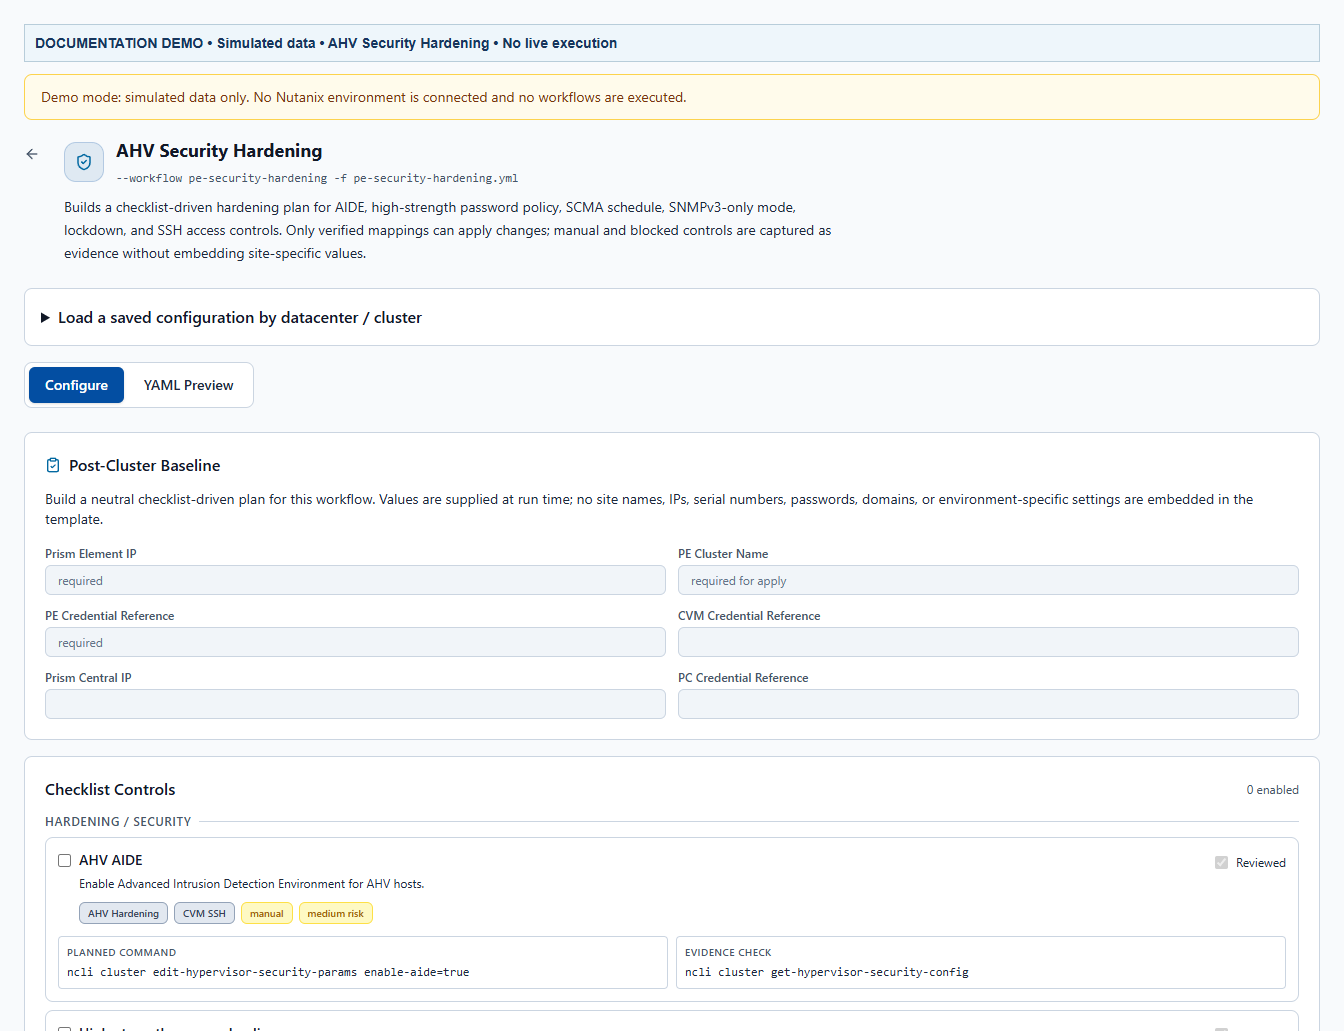 DOCUMENTATION DEMO • Simulated data • AHV Security Hardening • No live execution
Demo mode: simulated data only. No Nutanix environment is connected and no workflows are executed.
AHV Security Hardening
--workflow pe-security-hardening -f pe-security-hardening.yml
Builds a checklist-driven hardening plan for AIDE, high-strength password policy, SCMA schedule, SNMPv3-only mode,
lockdown, and SSH access controls. Only verified mappings can apply changes; manual and blocked controls are captured as
evidence without embedding site-specific values.
Load a saved configuration by datacenter / cluster
Configure YAML Preview
Post-Cluster Baseline
Build a neutral checklist-driven plan for this workflow. Values are supplied at run time; no site names, IPs, serial numbers, passwords, domains, or environment-specific settings are embedded in the
template.
Prism Element IP PE Cluster Name
required required for apply
PE Credential Reference CVM Credential Reference
required
Prism Central IP PC Credential Reference
Checklist Controls 0 enabled
HARDENING / SECURITY
AHV AIDE Reviewed
Enable Advanced Intrusion Detection Environment for AHV hosts.
AHV Hardening CVM SSH manual medium risk
PLANNED COMMAND EVIDENCE CHECK
ncli cluster edit-hypervisor-security-params enable-aide=true ncli cluster get-hypervisor-security-config